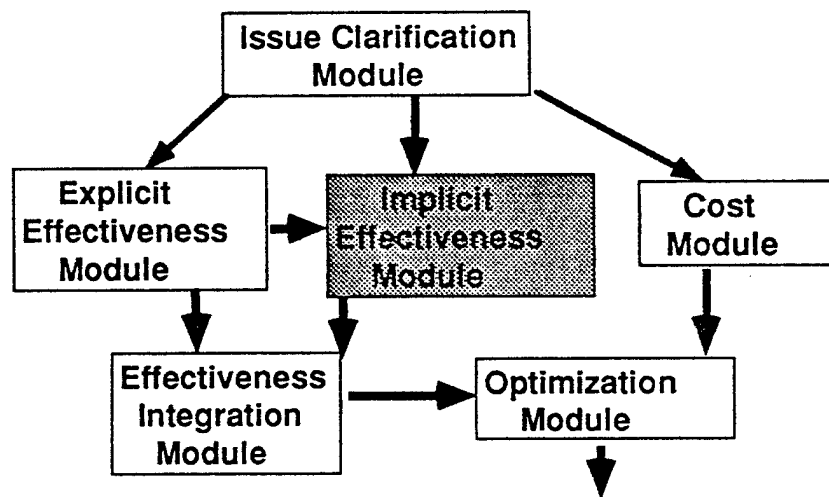 Issue Clarification
Module
Explicit
Effectiveness
Module
Implicit
Effectiveness
Module
Cost
Module
Effectiveness
Integration
Module
Optimization
Module